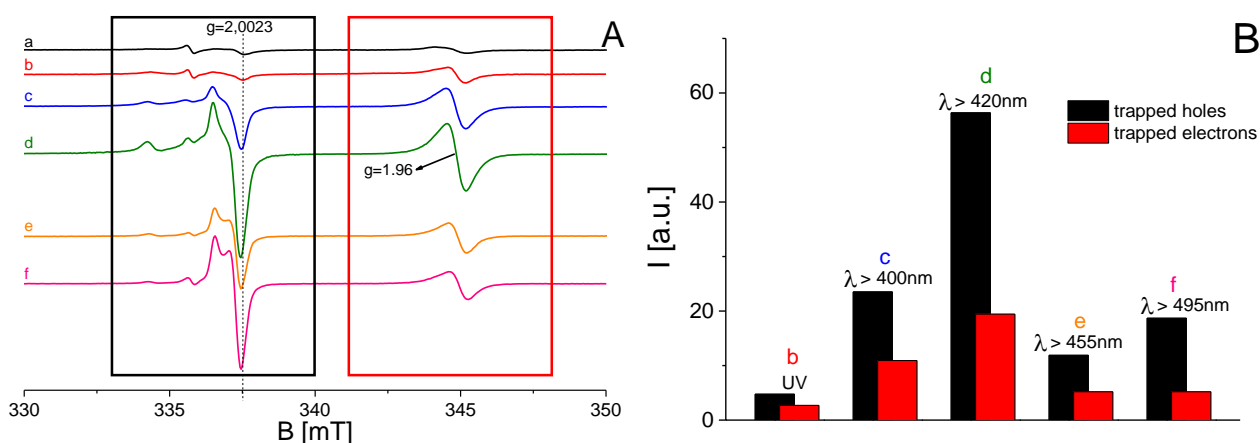 g=2,0023
A
a
b
c
d
g=1.96
e
f
330 335 340 345 350
B [mT]
B
I [a.u.]
60
40
20
0
d
λ > 420nm
trapped holes
trapped electrons
c
λ > 400nm
f
λ > 495nm
e
λ > 455nm
b
UV